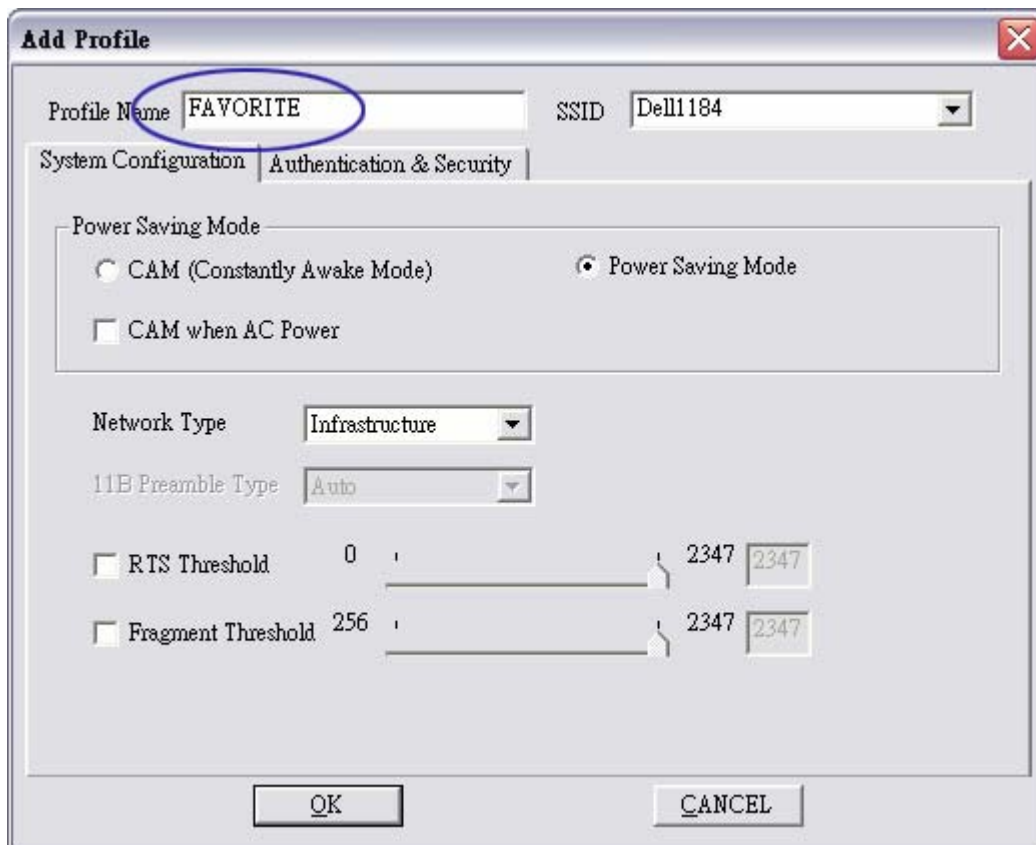 Add Profile
Profile Name FAVORITE SSID Dell1184
System Configuration Authentication & Security
Power Saving Mode
CAM (Constantly Awake Mode) Power Saving Mode
CAM when AC Power
Network Type Infrastructure
11B Preamble Type Auto
RTS Threshold 0 2347 2347
Fragment Threshold 256 2347 2347
OK CANCEL